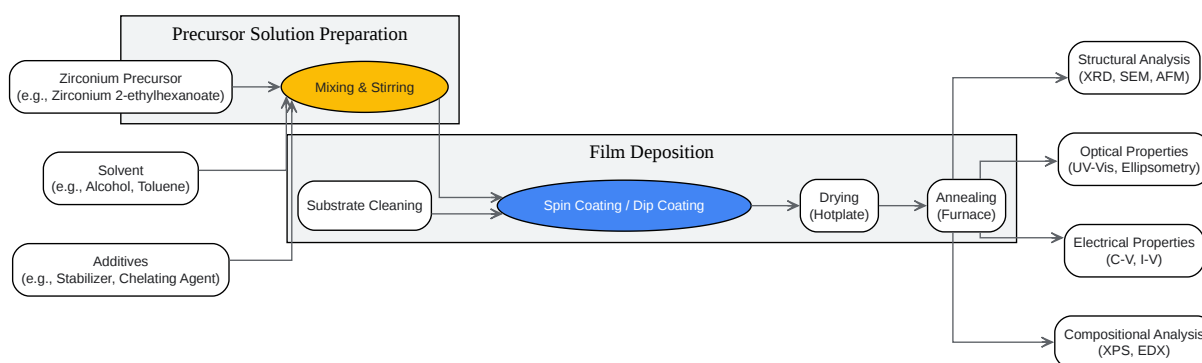 Precursor Solution Preparation
Zirconium Precursor
(e.g., Zirconium 2-ethylhexanoate)
Mixing & Stirring
Solvent
(e.g., Alcohol, Toluene)
Additives
(e.g., Stabilizer, Chelating Agent)
Film Deposition
Substrate Cleaning
Spin Coating / Dip Coating
Drying
(Hotplate)
Annealing
(Furnace)
Structural Analysis
(XRD, SEM, AFM)
Optical Properties
(UV-Vis, Ellipsometry)
Electrical Properties
(C-V, I-V)
Compositional Analysis
(XPS, EDX)